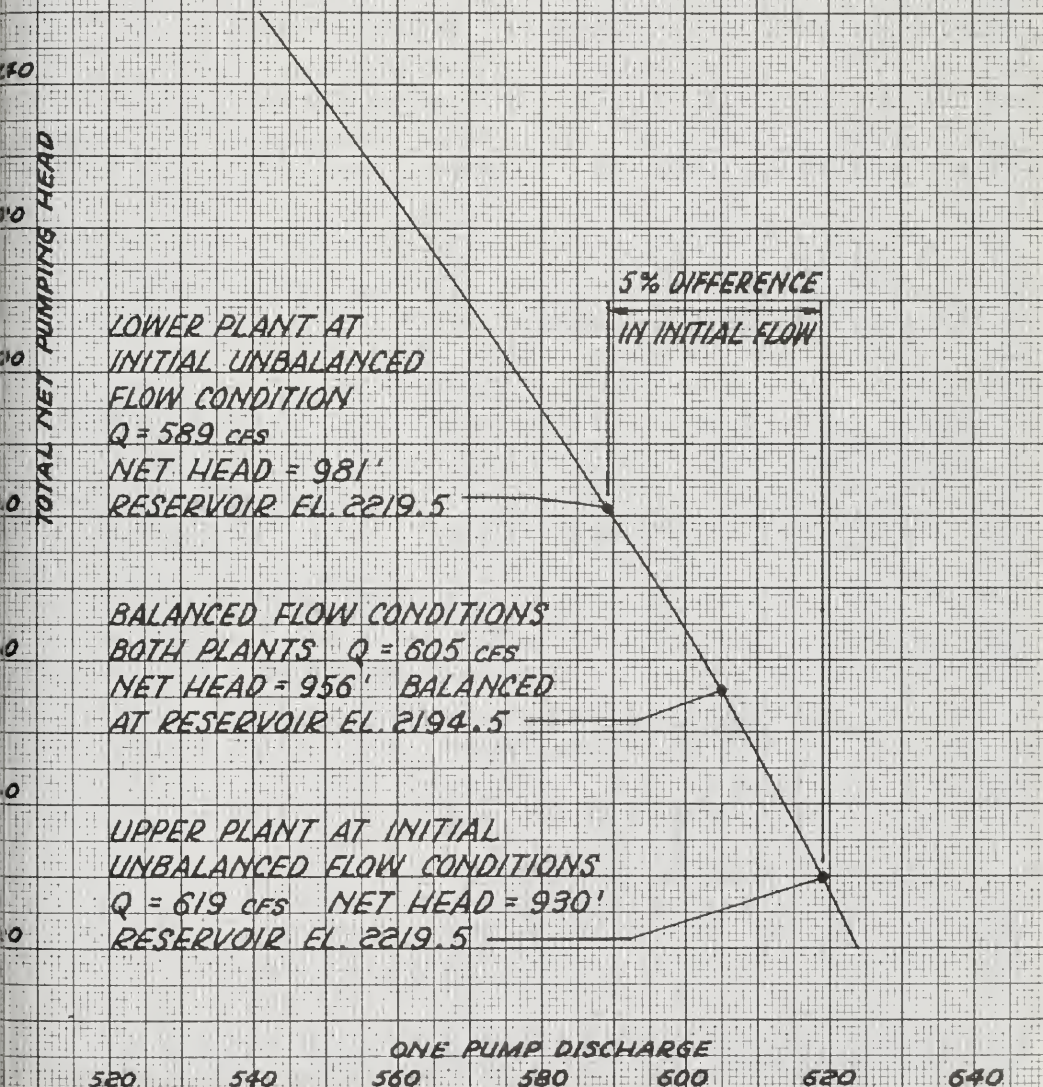 TOTAL NET PUMPING HEAD
5% DIFFERENCE
IN INITIAL FLOW
LOWER PLANT AT
INITIAL UNBALANCED
FLOW CONDITION
Q = 589 CFS
NET HEAD = 981'
RESERVOIR EL. 2219.5
BALANCED FLOW CONDITIONS
BOTH PLANTS Q = 605 CFS
NET HEAD = 956' BALANCED
AT RESERVOIR EL. 2194.5
UPPER PLANT AT INITIAL
UNBALANCED FLOW CONDITIONS
Q = 619 CFS NET HEAD = 930'
RESERVOIR EL. 2219.5
ONE PUMP DISCHARGE
520 540 560 580 600 620 640